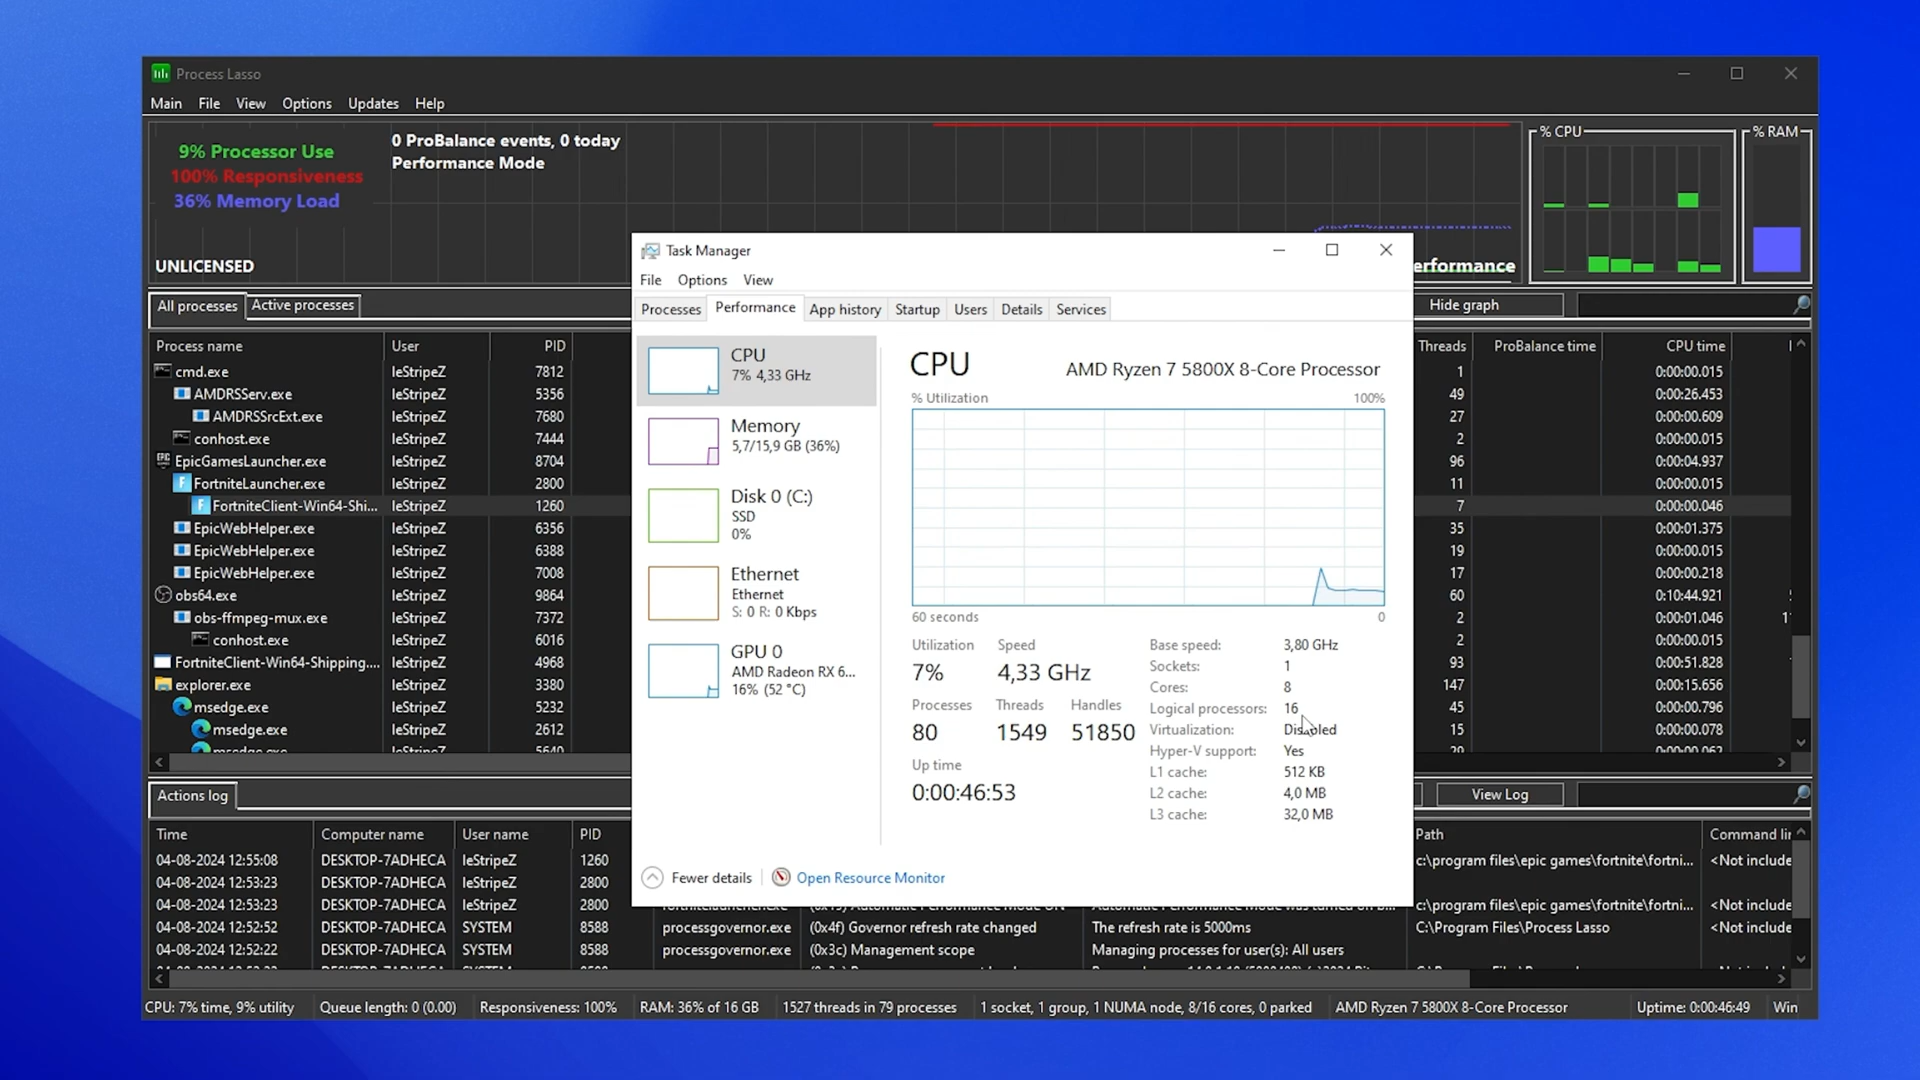 Process Lasso
Main File View Options Updates Help
9% Processor Use
100% Responsiveness
36% Memory Load
UNLICENSED
0 ProBalance events, 0 today
Performance Mode
erformance
% CPU
% RAM
All processes Active processes
Hide graph
Process name User PID
cmd.exe leStripeZ 7812
AMDRSServ.exe leStripeZ 5356
AMDRSSrcExt.exe leStripeZ 7680
conhost.exe leStripeZ 7444
EpicGamesLauncher.exe leStripeZ 8704
FortniteLauncher.exe leStripeZ 2800
FortniteClient-Win64-Shi... leStripeZ 1260
EpicWebHelper.exe leStripeZ 6356
EpicWebHelper.exe leStripeZ 6388
EpicWebHelper.exe leStripeZ 7008
obs64.exe leStripeZ 9864
obs-ffmpeg-mux.exe leStripeZ 7372
conhost.exe leStripeZ 6016
FortniteClient-Win64-Shipping.... leStripeZ 4968
explorer.exe leStripeZ 3380
msedge.exe leStripeZ 5232
msedge.exe leStripeZ 2612
msedge.exe leStripeZ 5640
Task Manager
File Options View
Processes Performance App history Startup Users Details Services
CPU
7% 4,33 GHz
Memory
5,7/15,9 GB (36%)
Disk 0 (C:)
SSD
0%
Ethernet
Ethernet
S: 0 R: 0 Kbps
GPU 0
AMD Radeon RX 6...
16% (52 °C)
CPU AMD Ryzen 7 5800X 8-Core Processor
% Utilization 100%
60 seconds 0
Utilization Speed
7% 4,33 GHz
Processes Threads Handles
80 1549 51850
Up time
0:00:46:53
Base speed: 3,80 GHz
Sockets: 1
Cores: 8
Logical processors: 16
Virtualization: Disabled
Hyper-V support: Yes
L1 cache: 512 KB
L2 cache: 4,0 MB
L3 cache: 32,0 MB
Fewer details Open Resource Monitor
Threads ProBalance time CPU time
1 0:00:00.015
49 0:00:26.453
27 0:00:00.609
2 0:00:00.015
96 0:00:04.937
11 0:00:00.015
7 0:00:00.046
35 0:00:01.375
19 0:00:00.015
17 0:00:00.218
60 0:10:44.921
2 0:00:01.046
2 0:00:00.015
93 0:00:51.828
147 0:00:15.656
45 0:00:00.796
15 0:00:00.078
29 0:00:00.062
Actions log View Log
Time Computer name User name PID Path Command lin
04-08-2024 12:55:08 DESKTOP-7ADHECA leStripeZ 1260 c:\program files\epic games\fortnite\fortni... <Not include
04-08-2024 12:53:23 DESKTOP-7ADHECA leStripeZ 2800
04-08-2024 12:53:23 DESKTOP-7ADHECA leStripeZ 2800 c:\program files\epic games\fortnite\fortni... <Not include
04-08-2024 12:52:52 DESKTOP-7ADHECA SYSTEM 8588 processgovernor.exe (0x4f) Governor refresh rate changed The refresh rate is 5000ms C:\Program Files\Process Lasso <Not include
04-08-2024 12:52:22 DESKTOP-7ADHECA SYSTEM 8588 processgovernor.exe (0x3c) Management scope Managing processes for user(s): All users
CPU: 7% time, 9% utility Queue length: 0 (0.00) Responsiveness: 100% RAM: 36% of 16 GB 1527 threads in 79 processes 1 socket, 1 group, 1 NUMA node, 8/16 cores, 0 parked AMD Ryzen 7 5800X 8-Core Processor Uptime: 0:00:46:49 Win